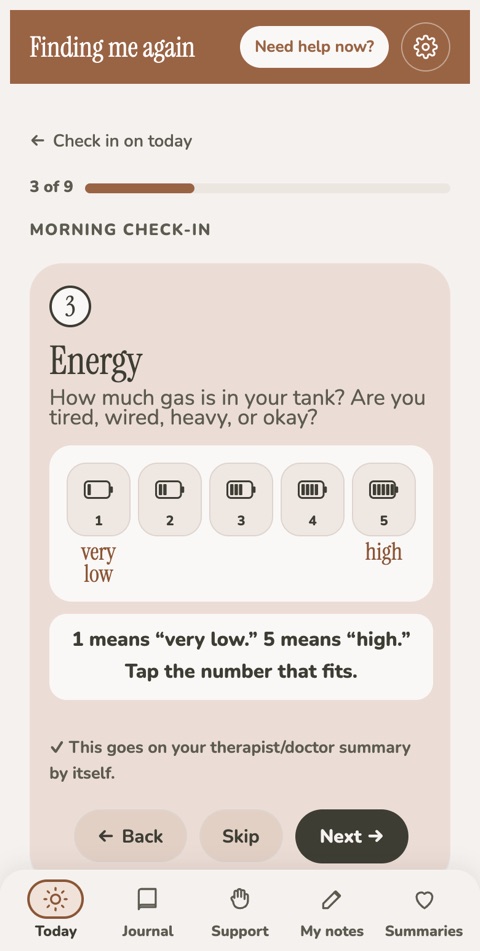 Finding me again
Need help now?
← Check in on today
3 of 9
MORNING CHECK-IN
3
Energy
How much gas is in your tank? Are you
tired, wired, heavy, or okay?
1 2 3 4 5
very
low
high
1 means “very low.” 5 means “high.”
Tap the number that fits.
✓ This goes on your therapist/doctor summary
by itself.
← Back Skip Next →
Today Journal Support My notes Summaries